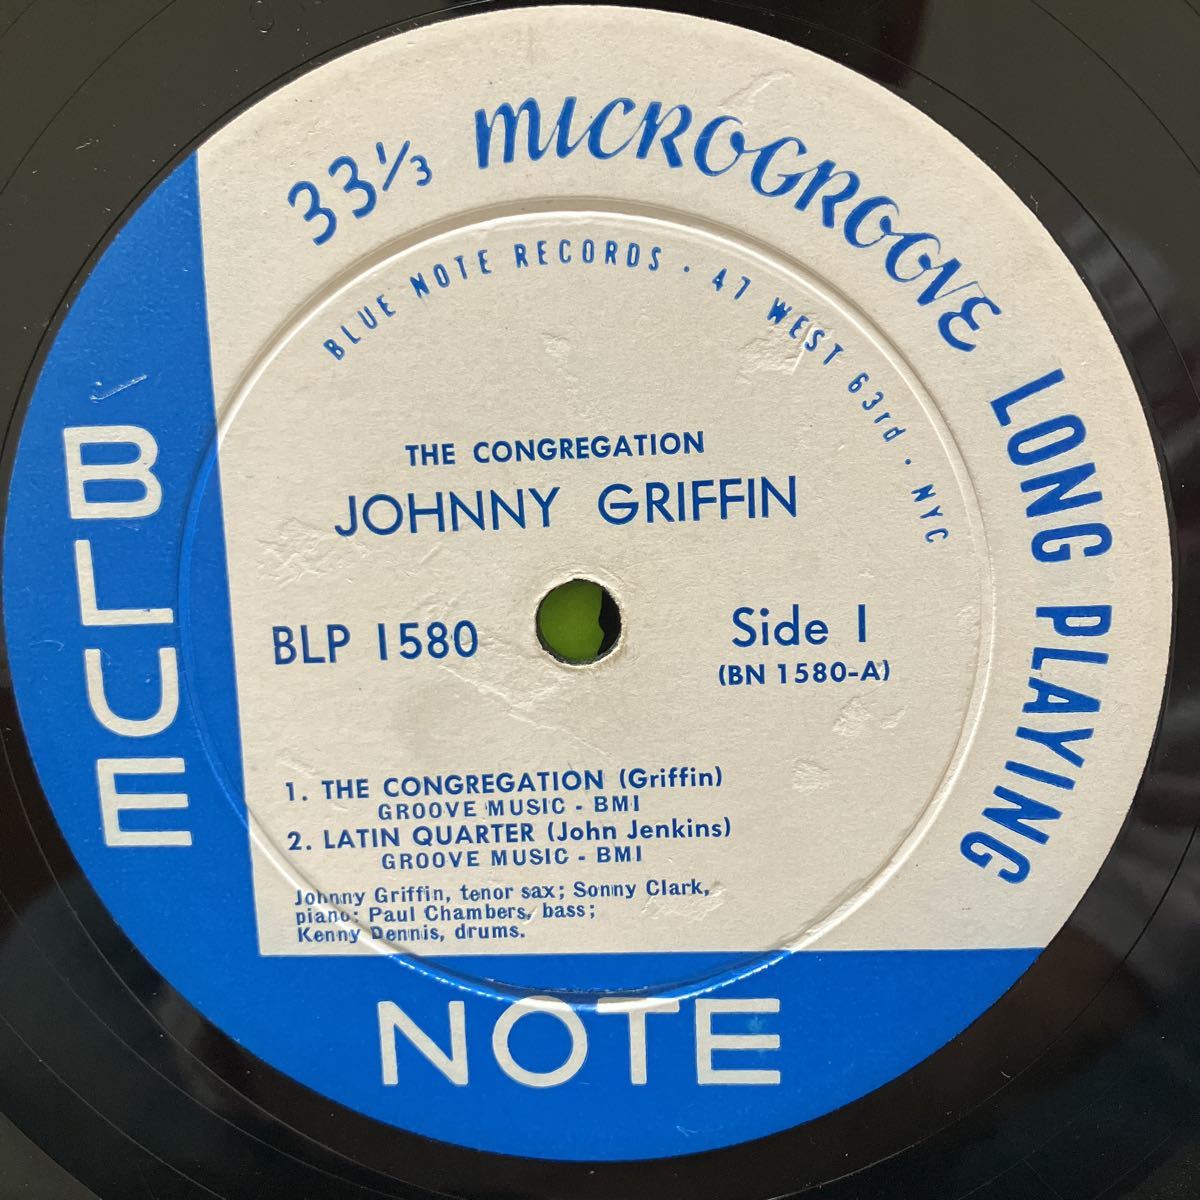 33⅓ MICROGROOVE LONG PLAYING
BLUE NOTE RECORDS · 47 WEST 63rd · NYC
THE CONGREGATION
JOHNNY GRIFFIN
BLP 1580
Side 1
(BN 1580-A)
1. THE CONGREGATION (Griffin)
GROOVE MUSIC - BMI
2. LATIN QUARTER (John Jenkins)
GROOVE MUSIC - BMI
Johnny Griffin, tenor sax; Sonny Clark,
piano; Paul Chambers, bass;
Kenny Dennis, drums.
BLUE
NOTE